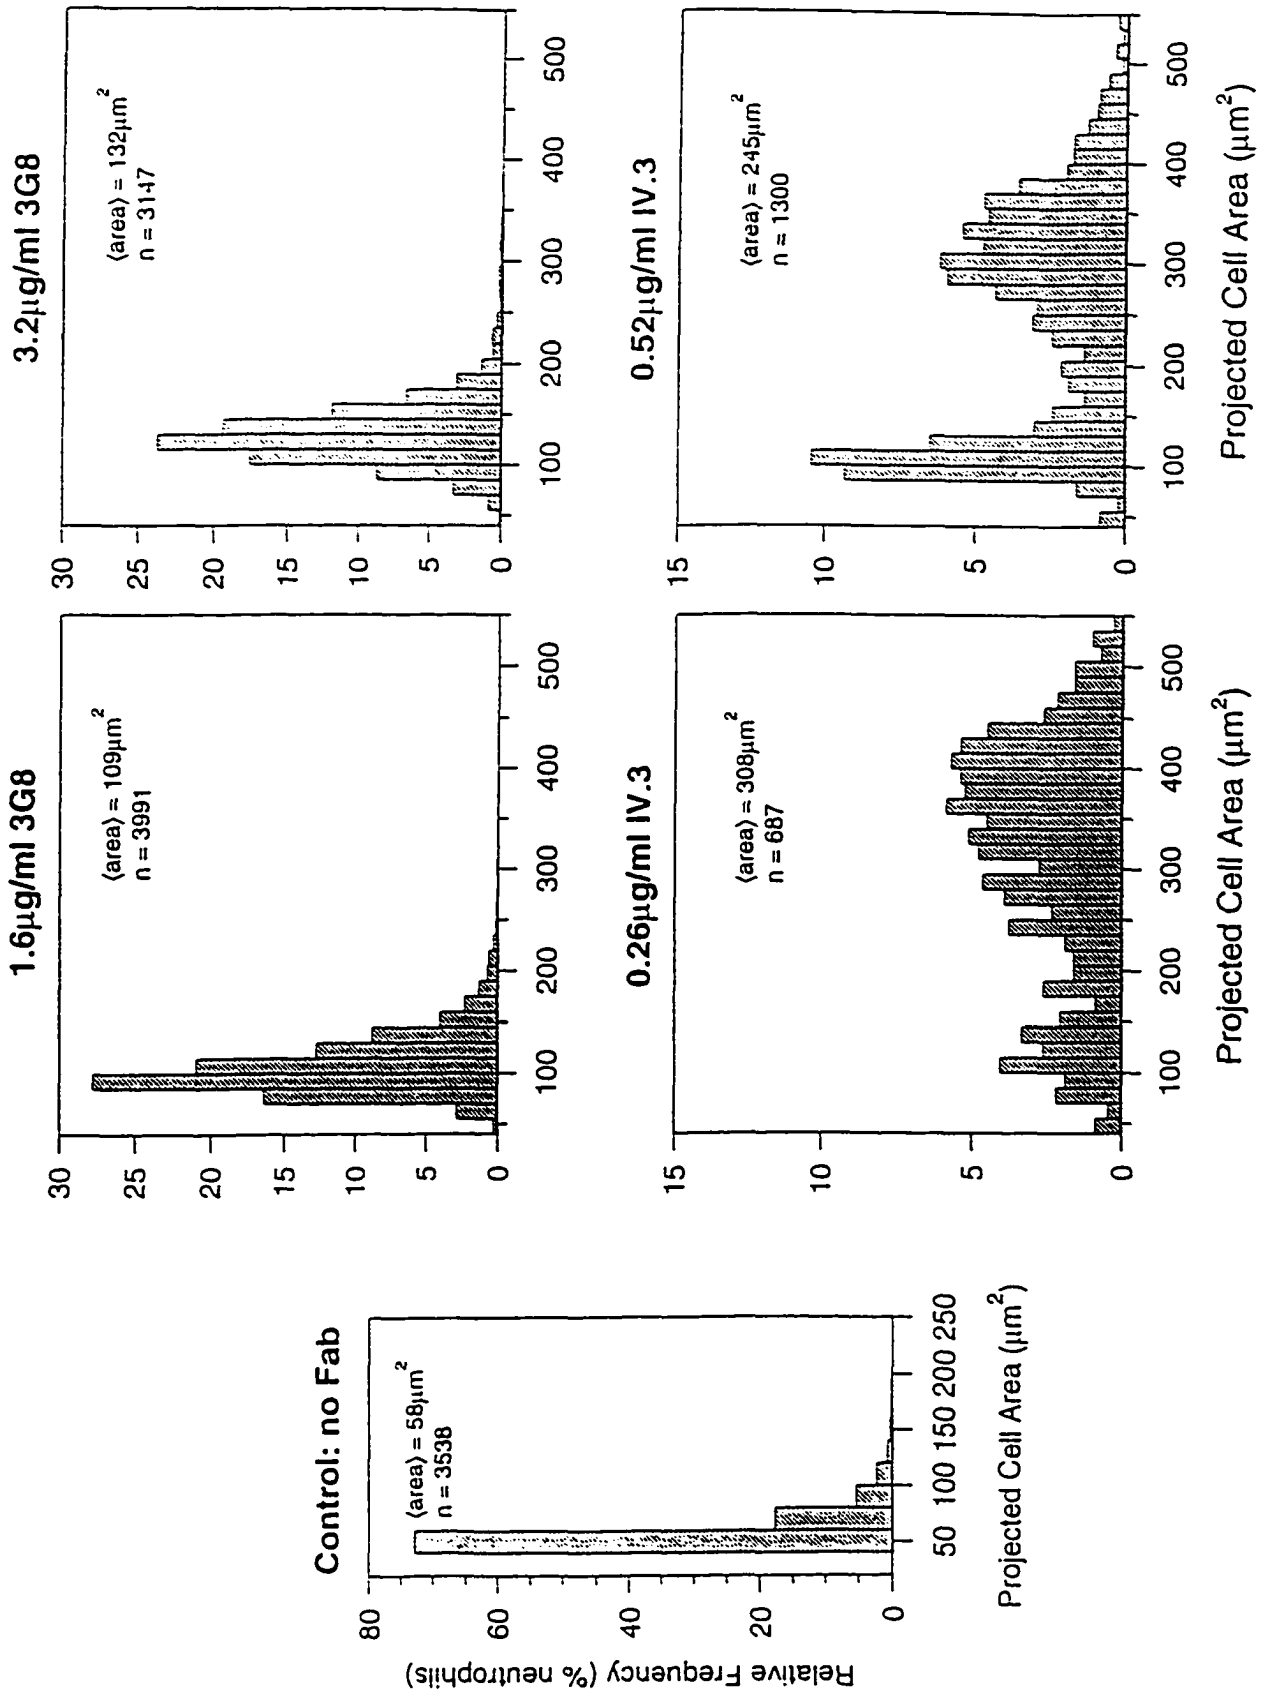 Control: no Fab
⟨area⟩ = 58µm²
n = 3538
Relative Frequency (% neutrophils)
80
60
40
20
0
50 100 150 200 250
Projected Cell Area (µm²)
1.6µg/ml 3G8
⟨area⟩ = 109µm²
n = 3991
30
25
20
15
10
5
0
100 200 300 400 500
3.2µg/ml 3G8
⟨area⟩ = 132µm²
n = 3147
30
25
20
15
10
5
0
100 200 300 400 500
0.26µg/ml IV.3
⟨area⟩ = 308µm²
n = 687
15
10
5
0
100 200 300 400 500
Projected Cell Area (µm²)
0.52µg/ml IV.3
⟨area⟩ = 245µm²
n = 1300
15
10
5
0
100 200 300 400 500
Projected Cell Area (µm²)